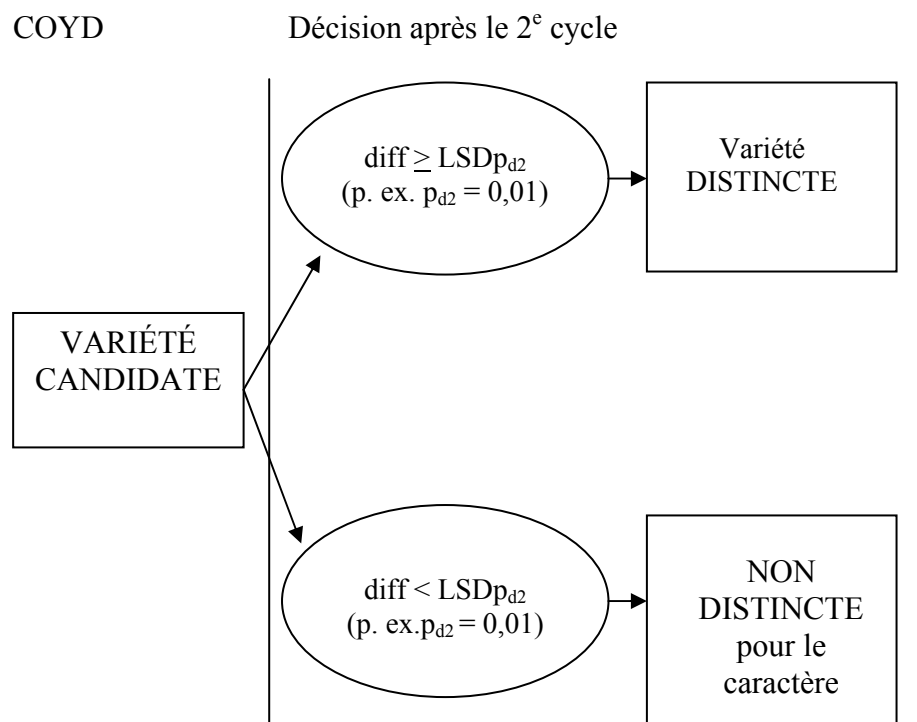 COYD Décision après le 2e cycle
diff ≥ LSDpd2
(p. ex. pd2 = 0,01)
Variété
DISTINCTE
VARIÉTÉ
CANDIDATE
diff < LSDpd2
(p. ex.pd2 = 0,01)
NON
DISTINCTE
pour le
caractère